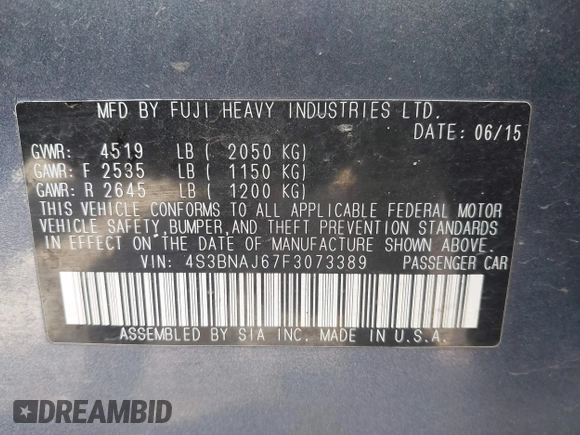 MFD BY FUJI HEAVY INDUSTRIES LTD.
DATE: 06/15
GVWR: 4519 LB ( 2050 KG)
GAWR: F 2535 LB ( 1150 KG)
GAWR: R 2645 LB ( 1200 KG)
THIS VEHICLE CONFORMS TO ALL APPLICABLE FEDERAL MOTOR
VEHICLE SAFETY, BUMPER, AND THEFT PREVENTION STANDARDS
IN EFFECT ON THE DATE OF MANUFACTURE SHOWN ABOVE.
VIN: 4S3BNAJ67F3073389 PASSENGER CAR
ASSEMBLED BY SIA INC. MADE IN U.S.A.
DREAMBID